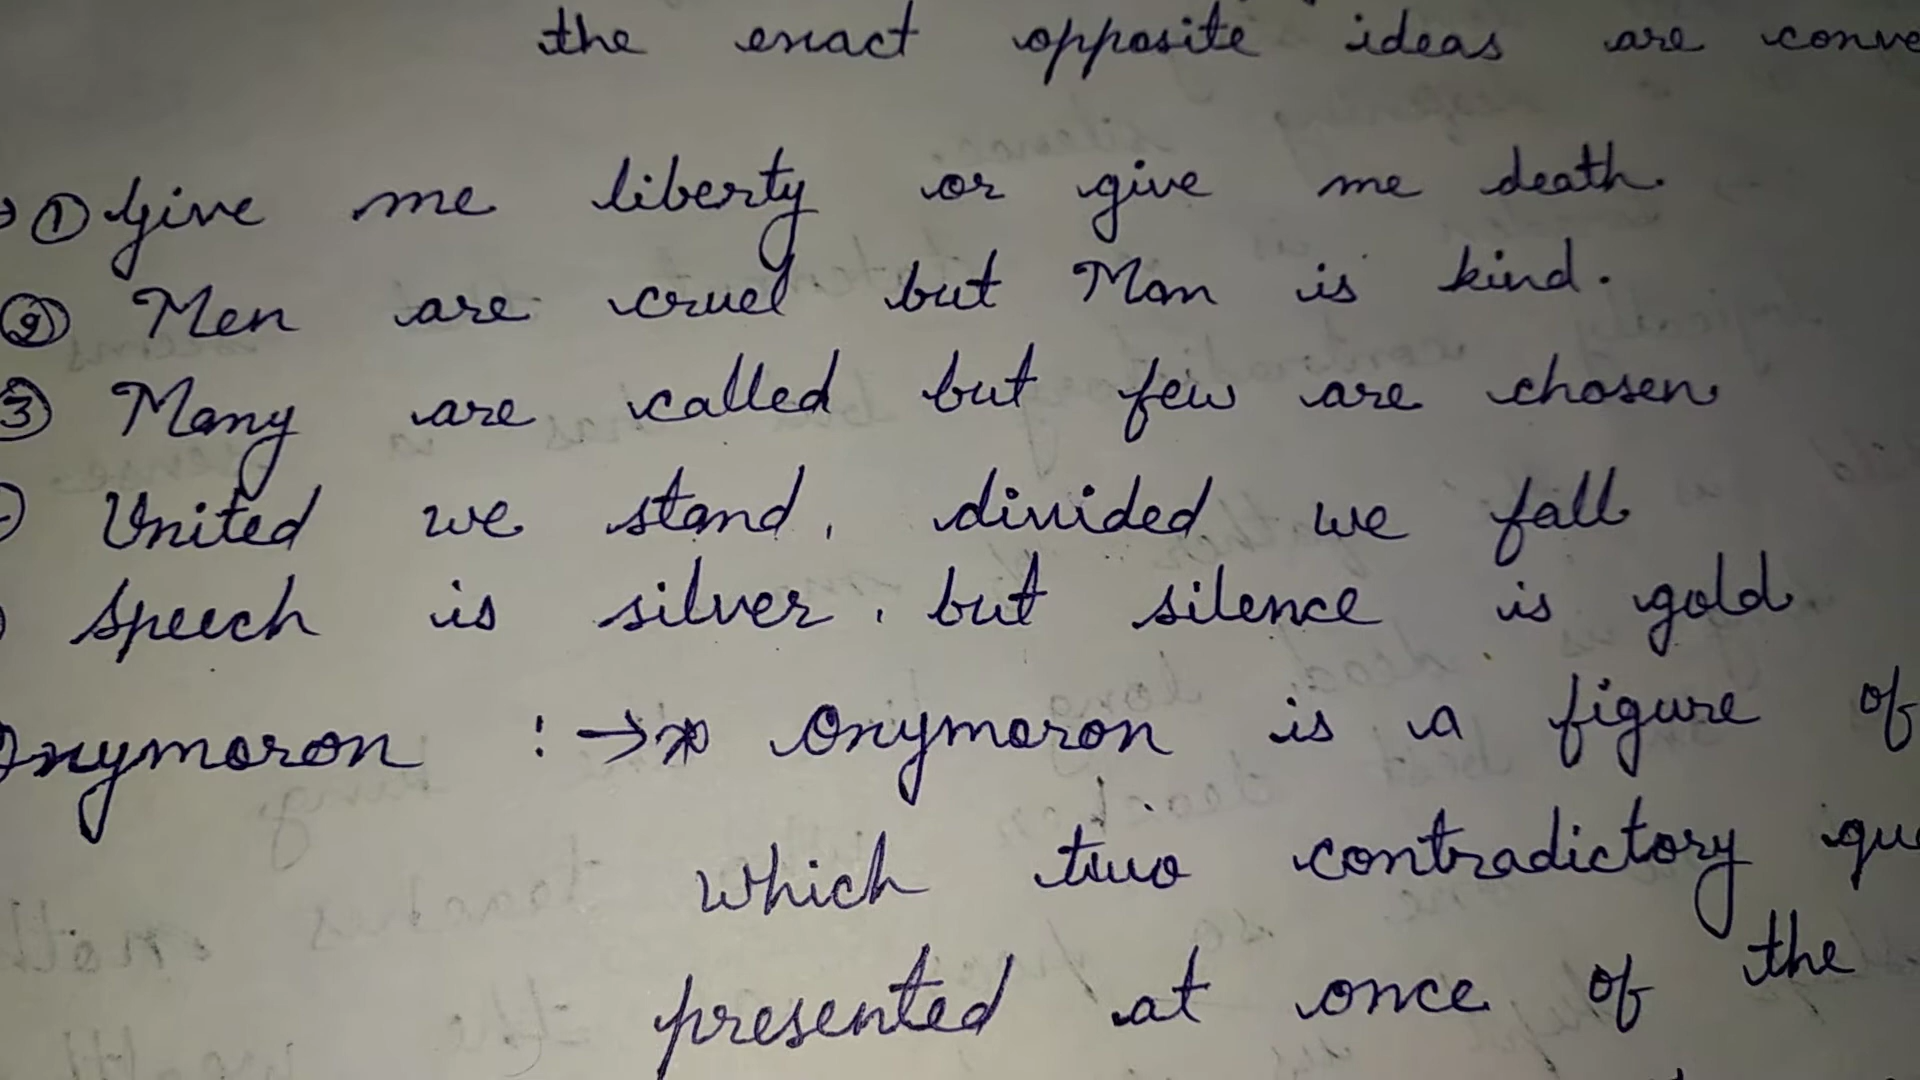 the exact opposite ideas are conve
① Give me liberty or give me death.
② Men are cruel but Man is kind.
③ Many are called but few are chosen
United we stand, divided we fall
Speech is silver, but silence is gold
Oxymoron :→* Oxymoron is a figure of
which two contradictory qu
presented at once of the